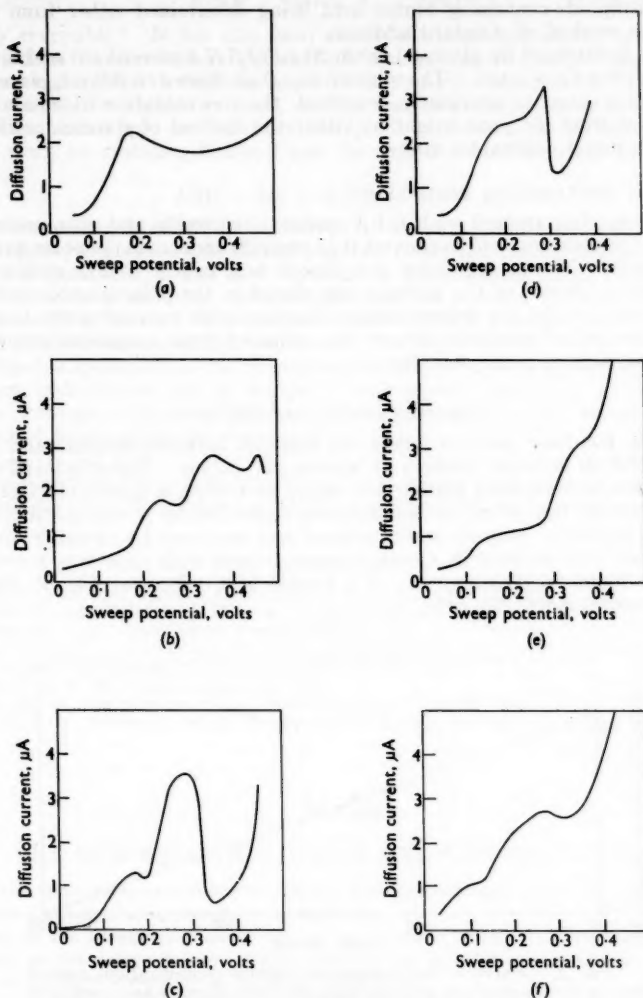 Diffusion current, µA
4
3
2
1
0 0·1 0·2 0·3 0·4
Sweep potential, volts
(a)
Diffusion current, µA
4
3
2
1
0 0·1 0·2 0·3 0·4
Sweep potential, volts
(b)
Diffusion current, µA
4
3
2
1
0 0·1 0·2 0·3 0·4
Sweep potential, volts
(c)
Diffusion current, µA
4
3
2
1
0 0·1 0·2 0·3 0·4
Sweep potential, volts
(d)
Diffusion current, µA
4
3
2
1
0 0·1 0·2 0·3 0·4
Sweep potential, volts
(e)
Diffusion current, µA
4
3
2
1
0 0·1 0·2 0·3 0·4
Sweep potential, volts
(f)